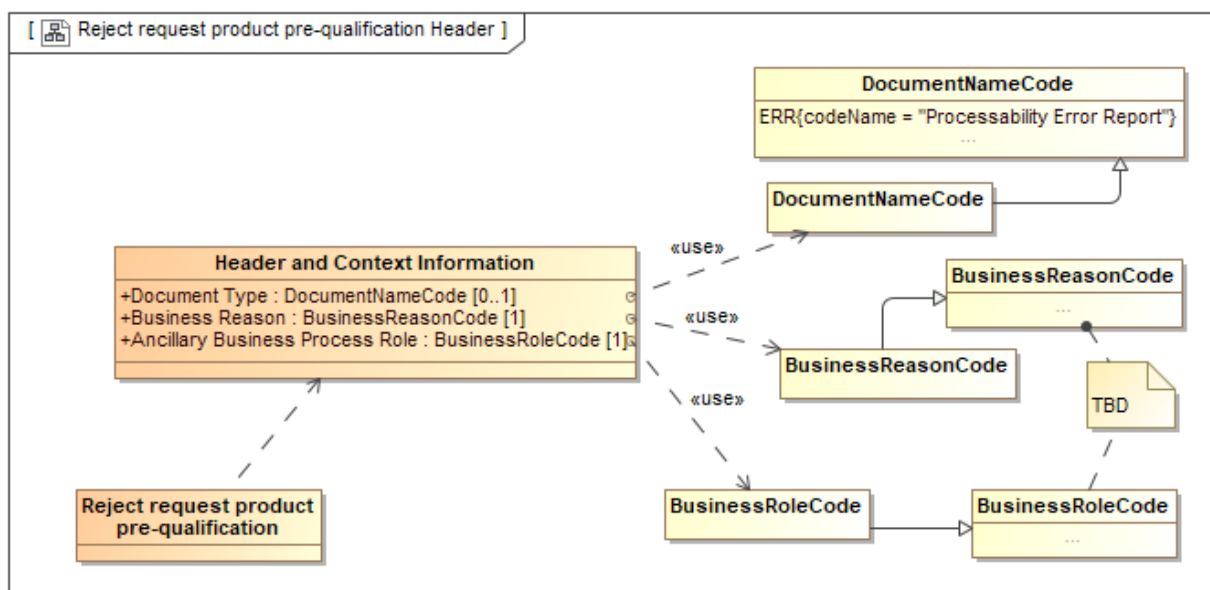 [ Reject request product pre-qualification Header ]
DocumentNameCode
ERR{codeName = "Processability Error Report"}
...
DocumentNameCode
«use»
Header and Context Information
+Document Type : DocumentNameCode [0..1]
+Business Reason : BusinessReasonCode [1]
+Ancillary Business Process Role : BusinessRoleCode [1]
BusinessReasonCode
...
«use»
BusinessReasonCode
«use»
TBD
Reject request product
pre-qualification
BusinessRoleCode
BusinessRoleCode
...